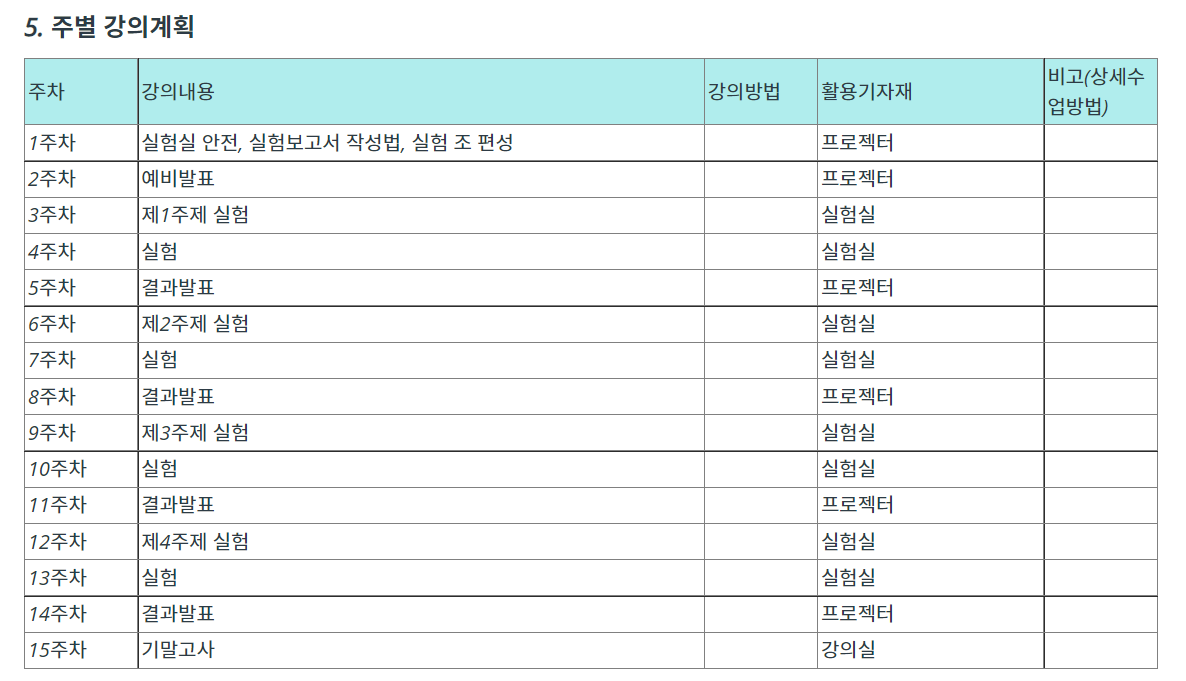 5. 주별 강의계획
주차 강의내용 강의방법 활용기자재 비고(상세수
업방법)
1주차 실험실 안전, 실험보고서 작성법, 실험 조 편성 프로젝터
2주차 예비발표 프로젝터
3주차 제1주제 실험 실험실
4주차 실험 실험실
5주차 결과발표 프로젝터
6주차 제2주제 실험 실험실
7주차 실험 실험실
8주차 결과발표 프로젝터
9주차 제3주제 실험 실험실
10주차 실험 실험실
11주차 결과발표 프로젝터
12주차 제4주제 실험 실험실
13주차 실험 실험실
14주차 결과발표 프로젝터
15주차 기말고사 강의실